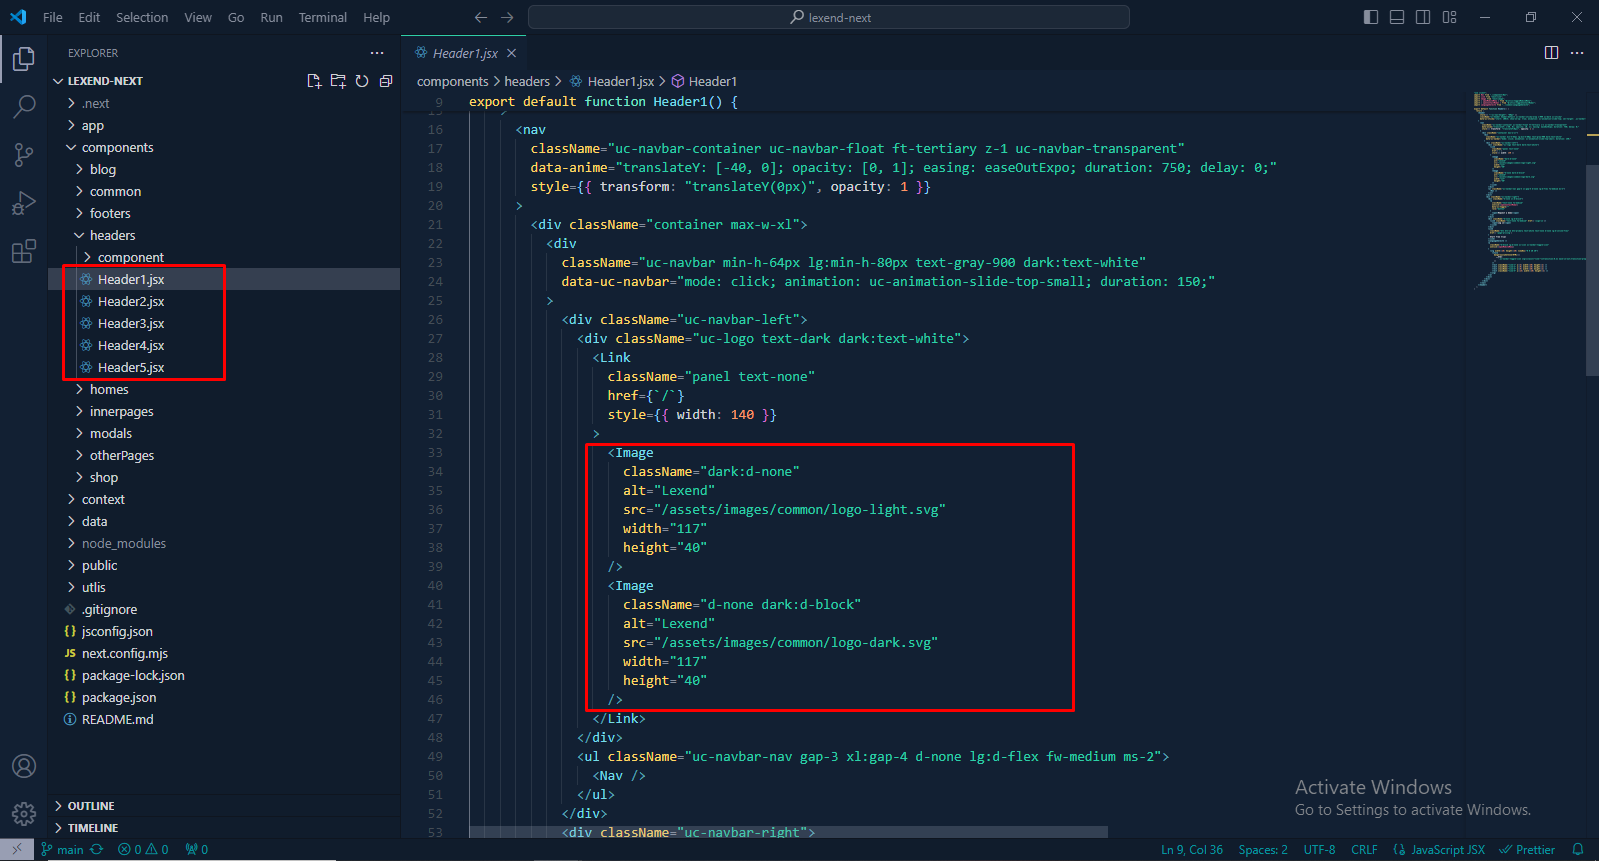 File Edit Selection View Go Run Terminal Help
lexend-next
EXPLORER
LEXEND-NEXT
.next
app
components
blog
common
footers
headers
component
Header1.jsx
Header2.jsx
Header3.jsx
Header4.jsx
Header5.jsx
homes
innerpages
modals
otherPages
shop
context
data
node_modules
public
utlis
.gitignore
jsconfig.json
JS next.config.mjs
package-lock.json
package.json
README.md
OUTLINE
TIMELINE
Header1.jsx
components > headers > Header1.jsx > Header1
9 export default function Header1() {
16 <nav
17 className="uc-navbar-container uc-navbar-float ft-tertiary z-1 uc-navbar-transparent"
18 data-anime="translateY: [-40, 0]; opacity: [0, 1]; easing: easeOutExpo; duration: 750; delay: 0;"
19 style={{ transform: "translateY(0px)", opacity: 1 }}
20 >
21 <div className="container max-w-xl">
22 <div
23 className="uc-navbar min-h-64px lg:min-h-80px text-gray-900 dark:text-white"
24 data-uc-navbar="mode: click; animation: uc-animation-slide-top-small; duration: 150;"
25 >
26 <div className="uc-navbar-left">
27 <div className="uc-logo text-dark dark:text-white">
28 <Link
29 className="panel text-none"
30 href={`/`}
31 style={{ width: 140 }}
32 >
33 <Image
34 className="dark:d-none"
35 alt="Lexend"
36 src="/assets/images/common/logo-light.svg"
37 width="117"
38 height="40"
39 />
40 <Image
41 className="d-none dark:d-block"
42 alt="Lexend"
43 src="/assets/images/common/logo-dark.svg"
44 width="117"
45 height="40"
46 />
47 </Link>
48 </div>
49 <ul className="uc-navbar-nav gap-3 xl:gap-4 d-none lg:d-flex fw-medium ms-2">
50 <Nav />
51 </ul>
52 </div>
53 <div className="uc-navbar-right">
Activate Windows
Go to Settings to activate Windows.
main 0 0 0 Ln 9, Col 36 Spaces: 2 UTF-8 CRLF {} JavaScript JSX Prettier